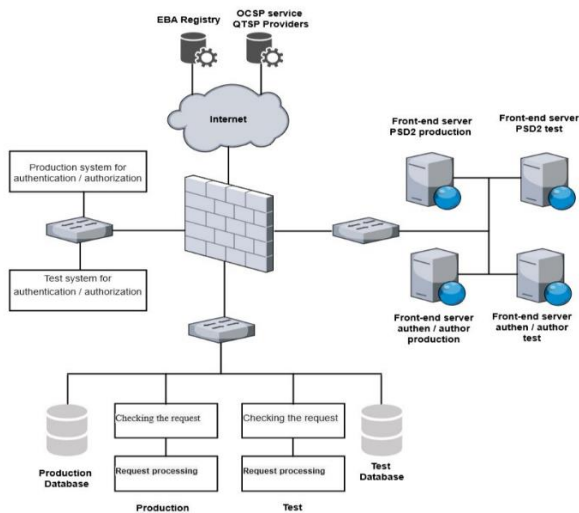 EBA Registry
OCSP service
QTSP Providers
Internet
Front-end server
PSD2 production
Front-end server
PSD2 test
Production system for
authentication / authorization
Test system for
authentication / authorization
Front-end server
authen / author
production
Front-end server
authen / author
test
Checking the request
Checking the request
Production
Database
Request processing
Request processing
Test
Database
Production
Test